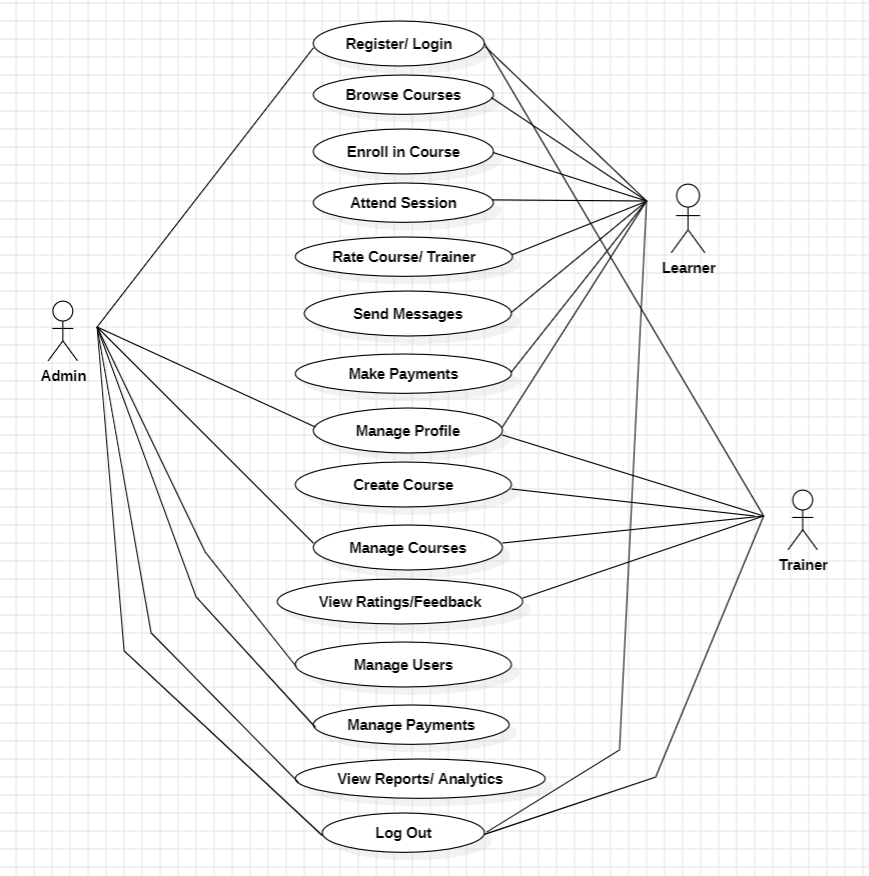 Register/ Login
Browse Courses
Enroll in Course
Attend Session
Rate Course/ Trainer
Learner
Send Messages
Make Payments
Admin
Manage Profile
Create Course
Manage Courses
Trainer
View Ratings/Feedback
Manage Users
Manage Payments
View Reports/ Analytics
Log Out